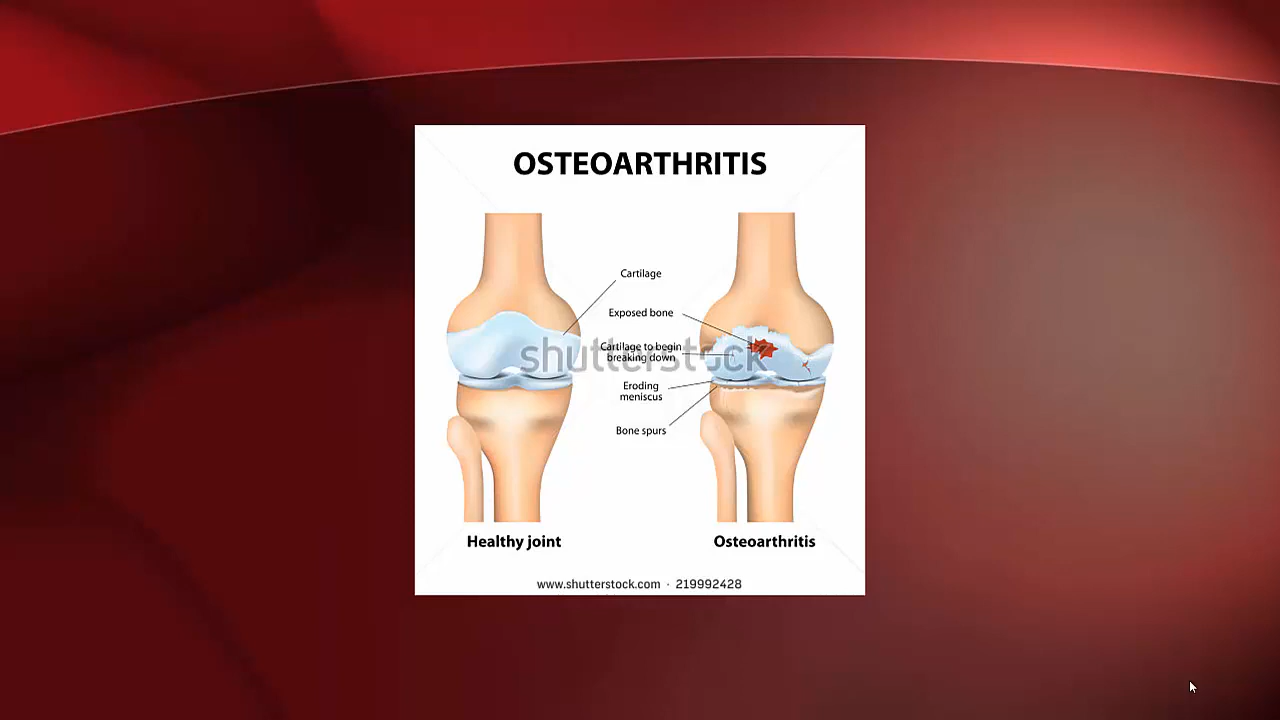 OSTEOARTHRITIS
Cartilage
Exposed bone
Cartilage to begin
breaking down
shutterstock
Eroding
meniscus
Bone spurs
Healthy joint
Osteoarthritis
www.shutterstock.com · 219992428